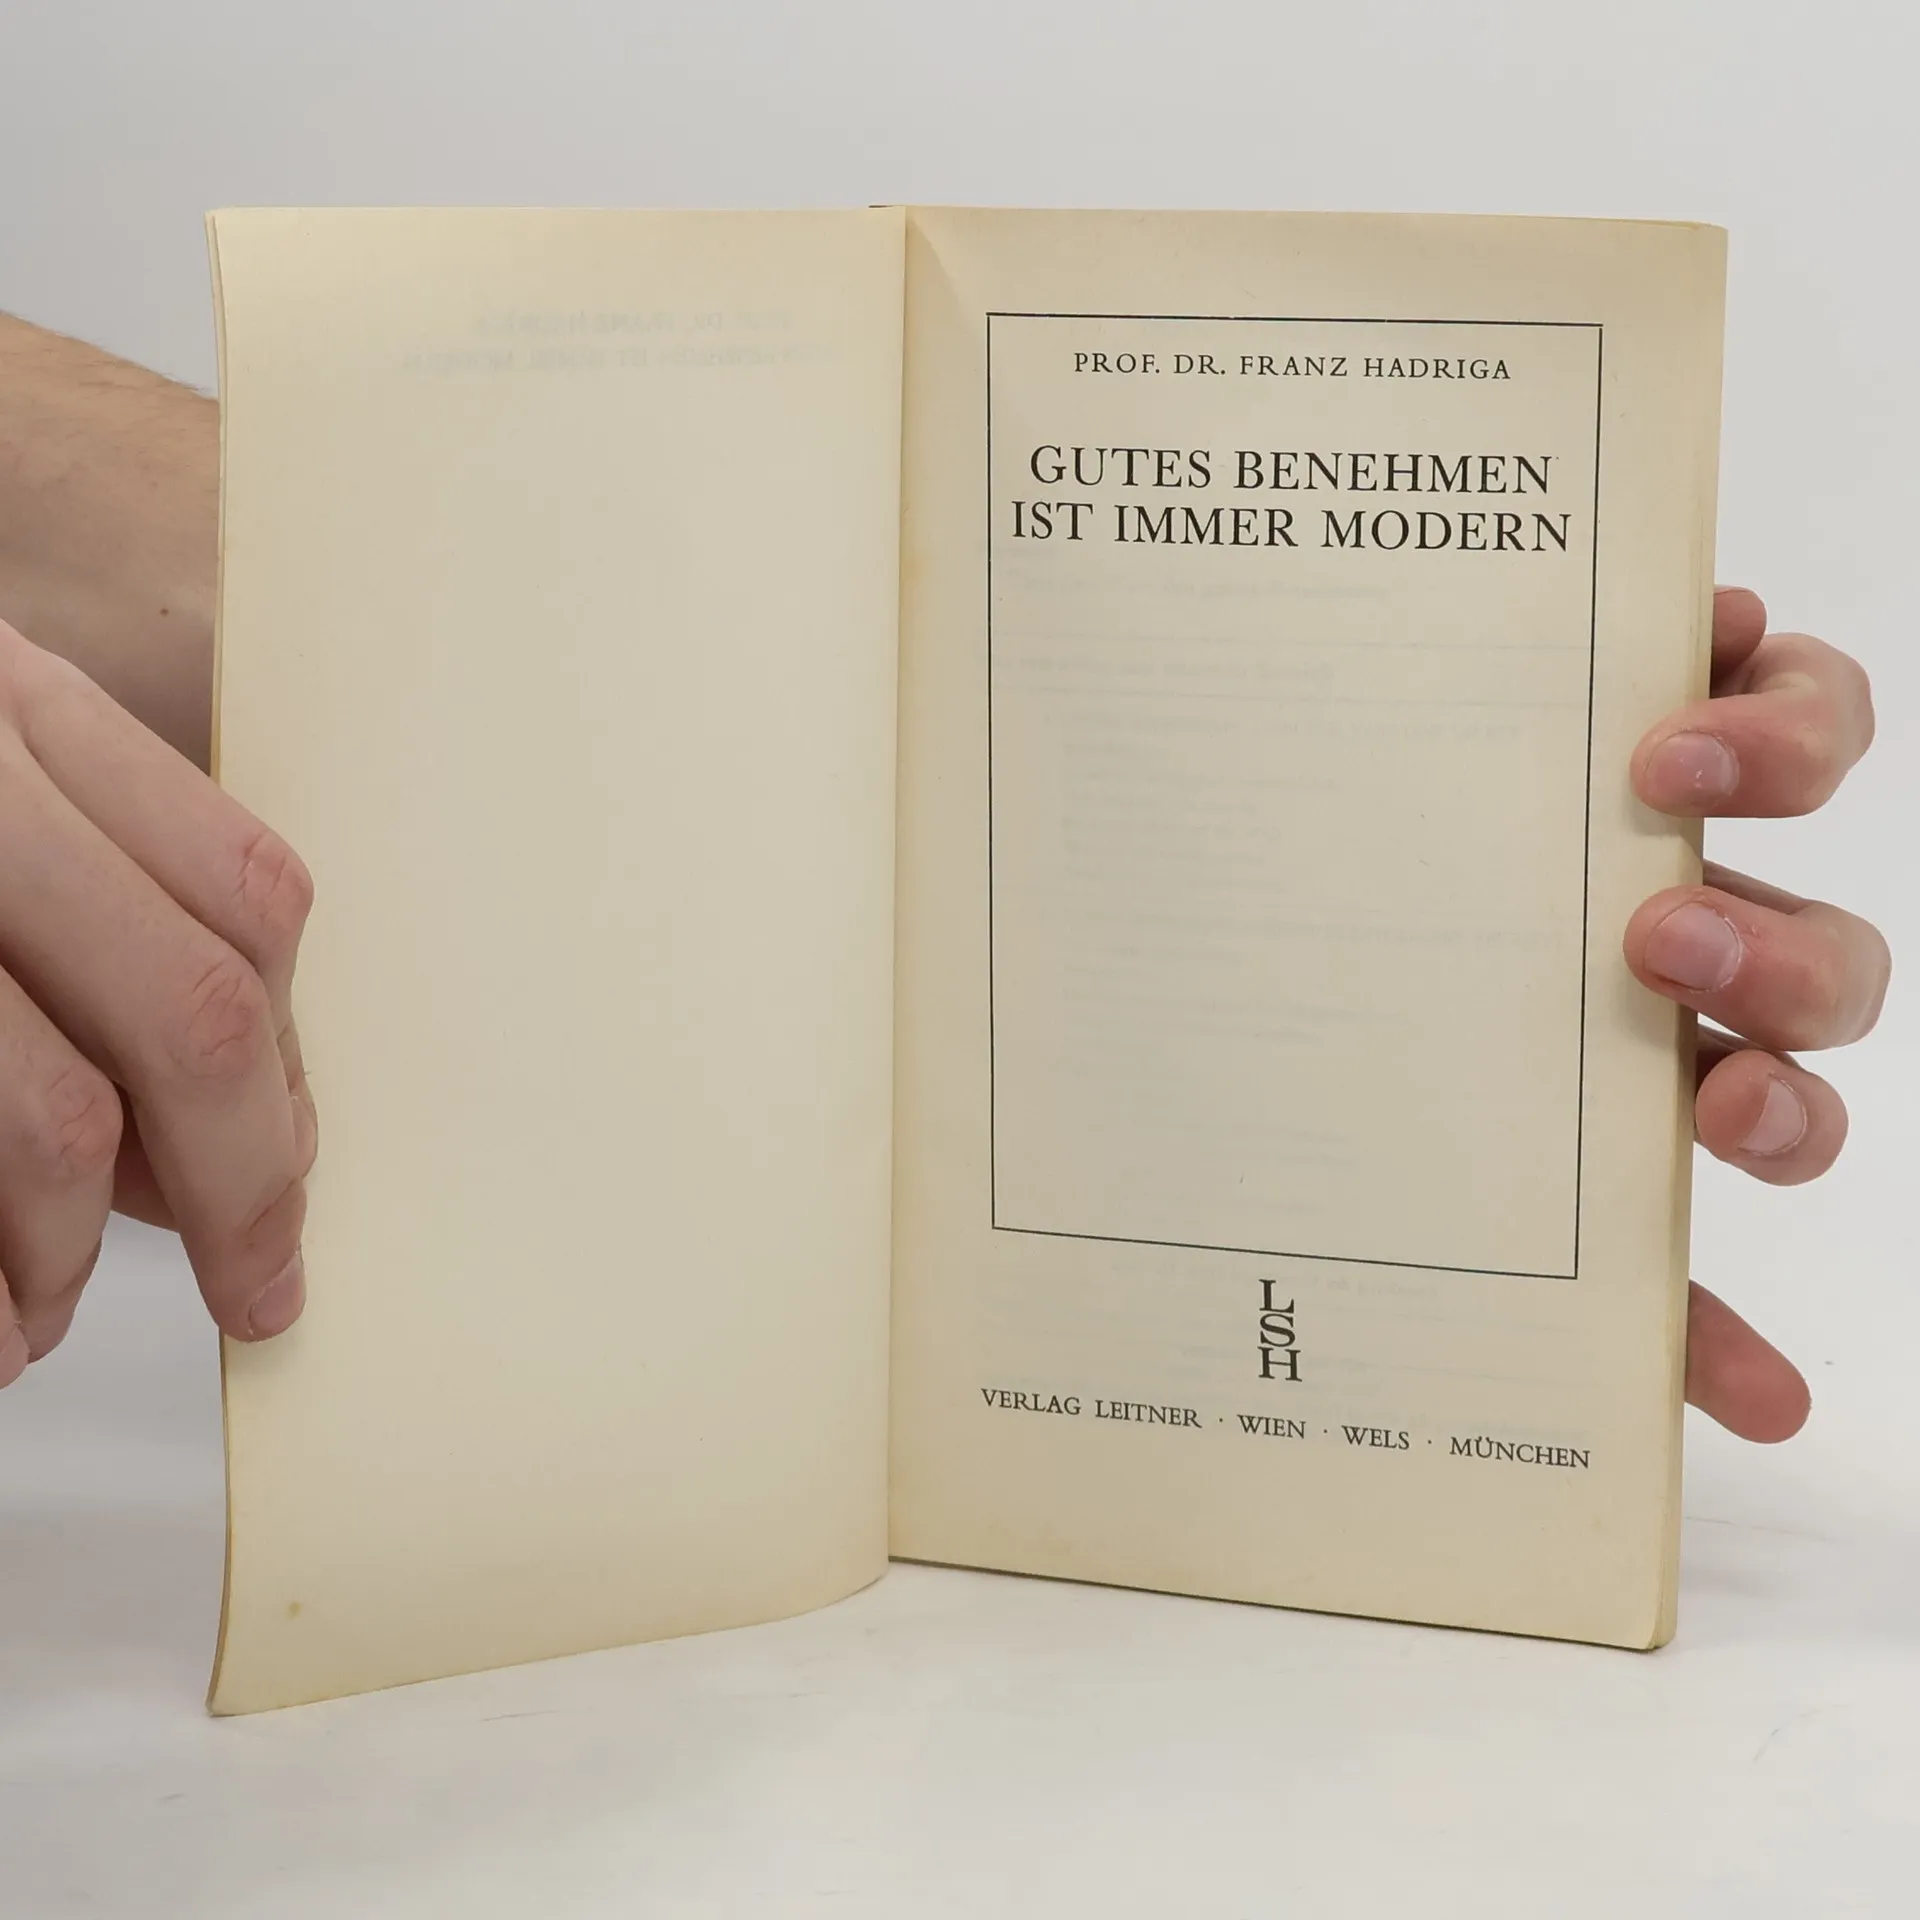 PROF. DR. FRANZ HADRIGA
GUTES BENEHMEN
IST IMMER MODERN
L
S
H
VERLAG LEITNER · WIEN · WELS · MÜNCHEN